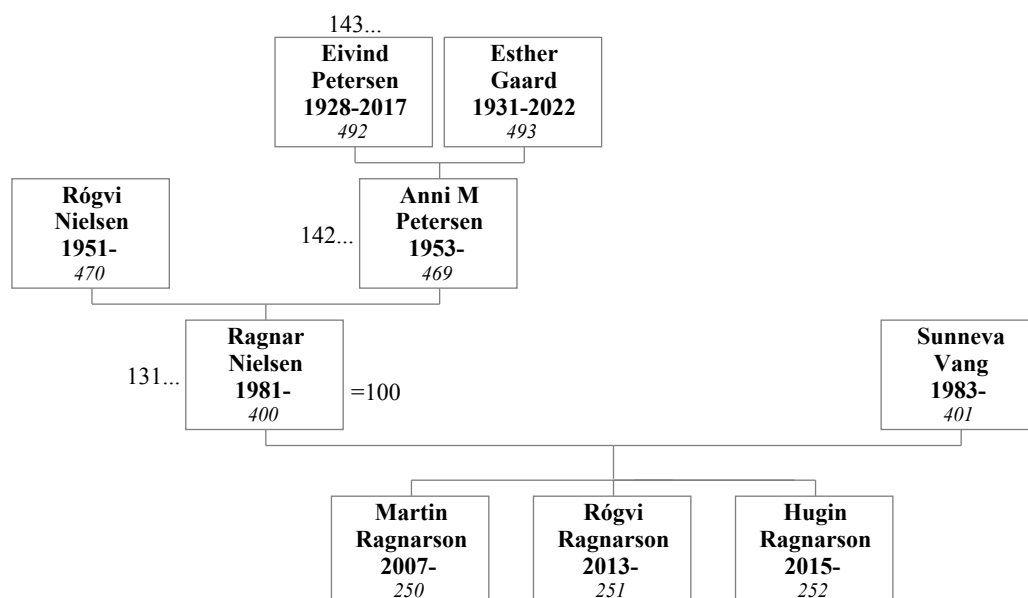 143...
Eivind
Petersen
1928-2017
492
Esther
Gaard
1931-2022
493
Rógvi
Nielsen
1951-
470
142...
Anni M
Petersen
1953-
469
131...
Ragnar
Nielsen
1981-
400
=100
Sunneva
Vang
1983-
401
Martin
Ragnarson
2007-
250
Rógvi
Ragnarson
2013-
251
Hugin
Ragnarson
2015-
252